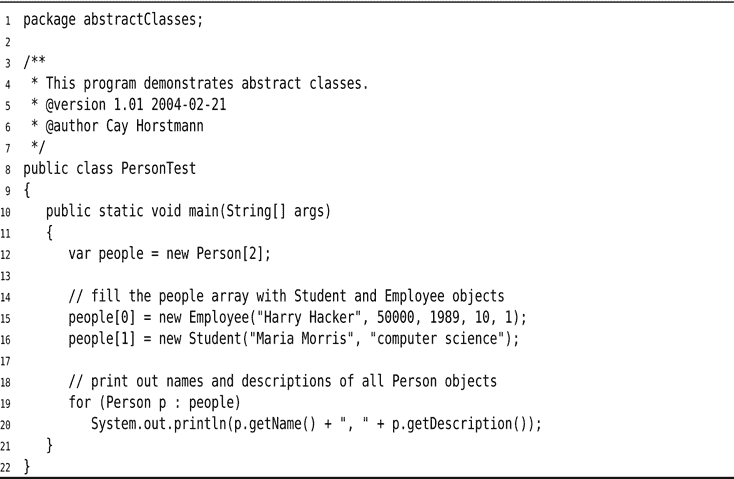 1 package abstractClasses;
2
3 /**
4  * This program demonstrates abstract classes.
5  * @version 1.01 2004-02-21
6  * @author Cay Horstmann
7  */
8 public class PersonTest
9 {
10    public static void main(String[] args)
11    {
12       var people = new Person[2];
13
14       // fill the people array with Student and Employee objects
15       people[0] = new Employee("Harry Hacker", 50000, 1989, 10, 1);
16       people[1] = new Student("Maria Morris", "computer science");
17
18       // print out names and descriptions of all Person objects
19       for (Person p : people)
20          System.out.println(p.getName() + ", " + p.getDescription());
21    }
22 }